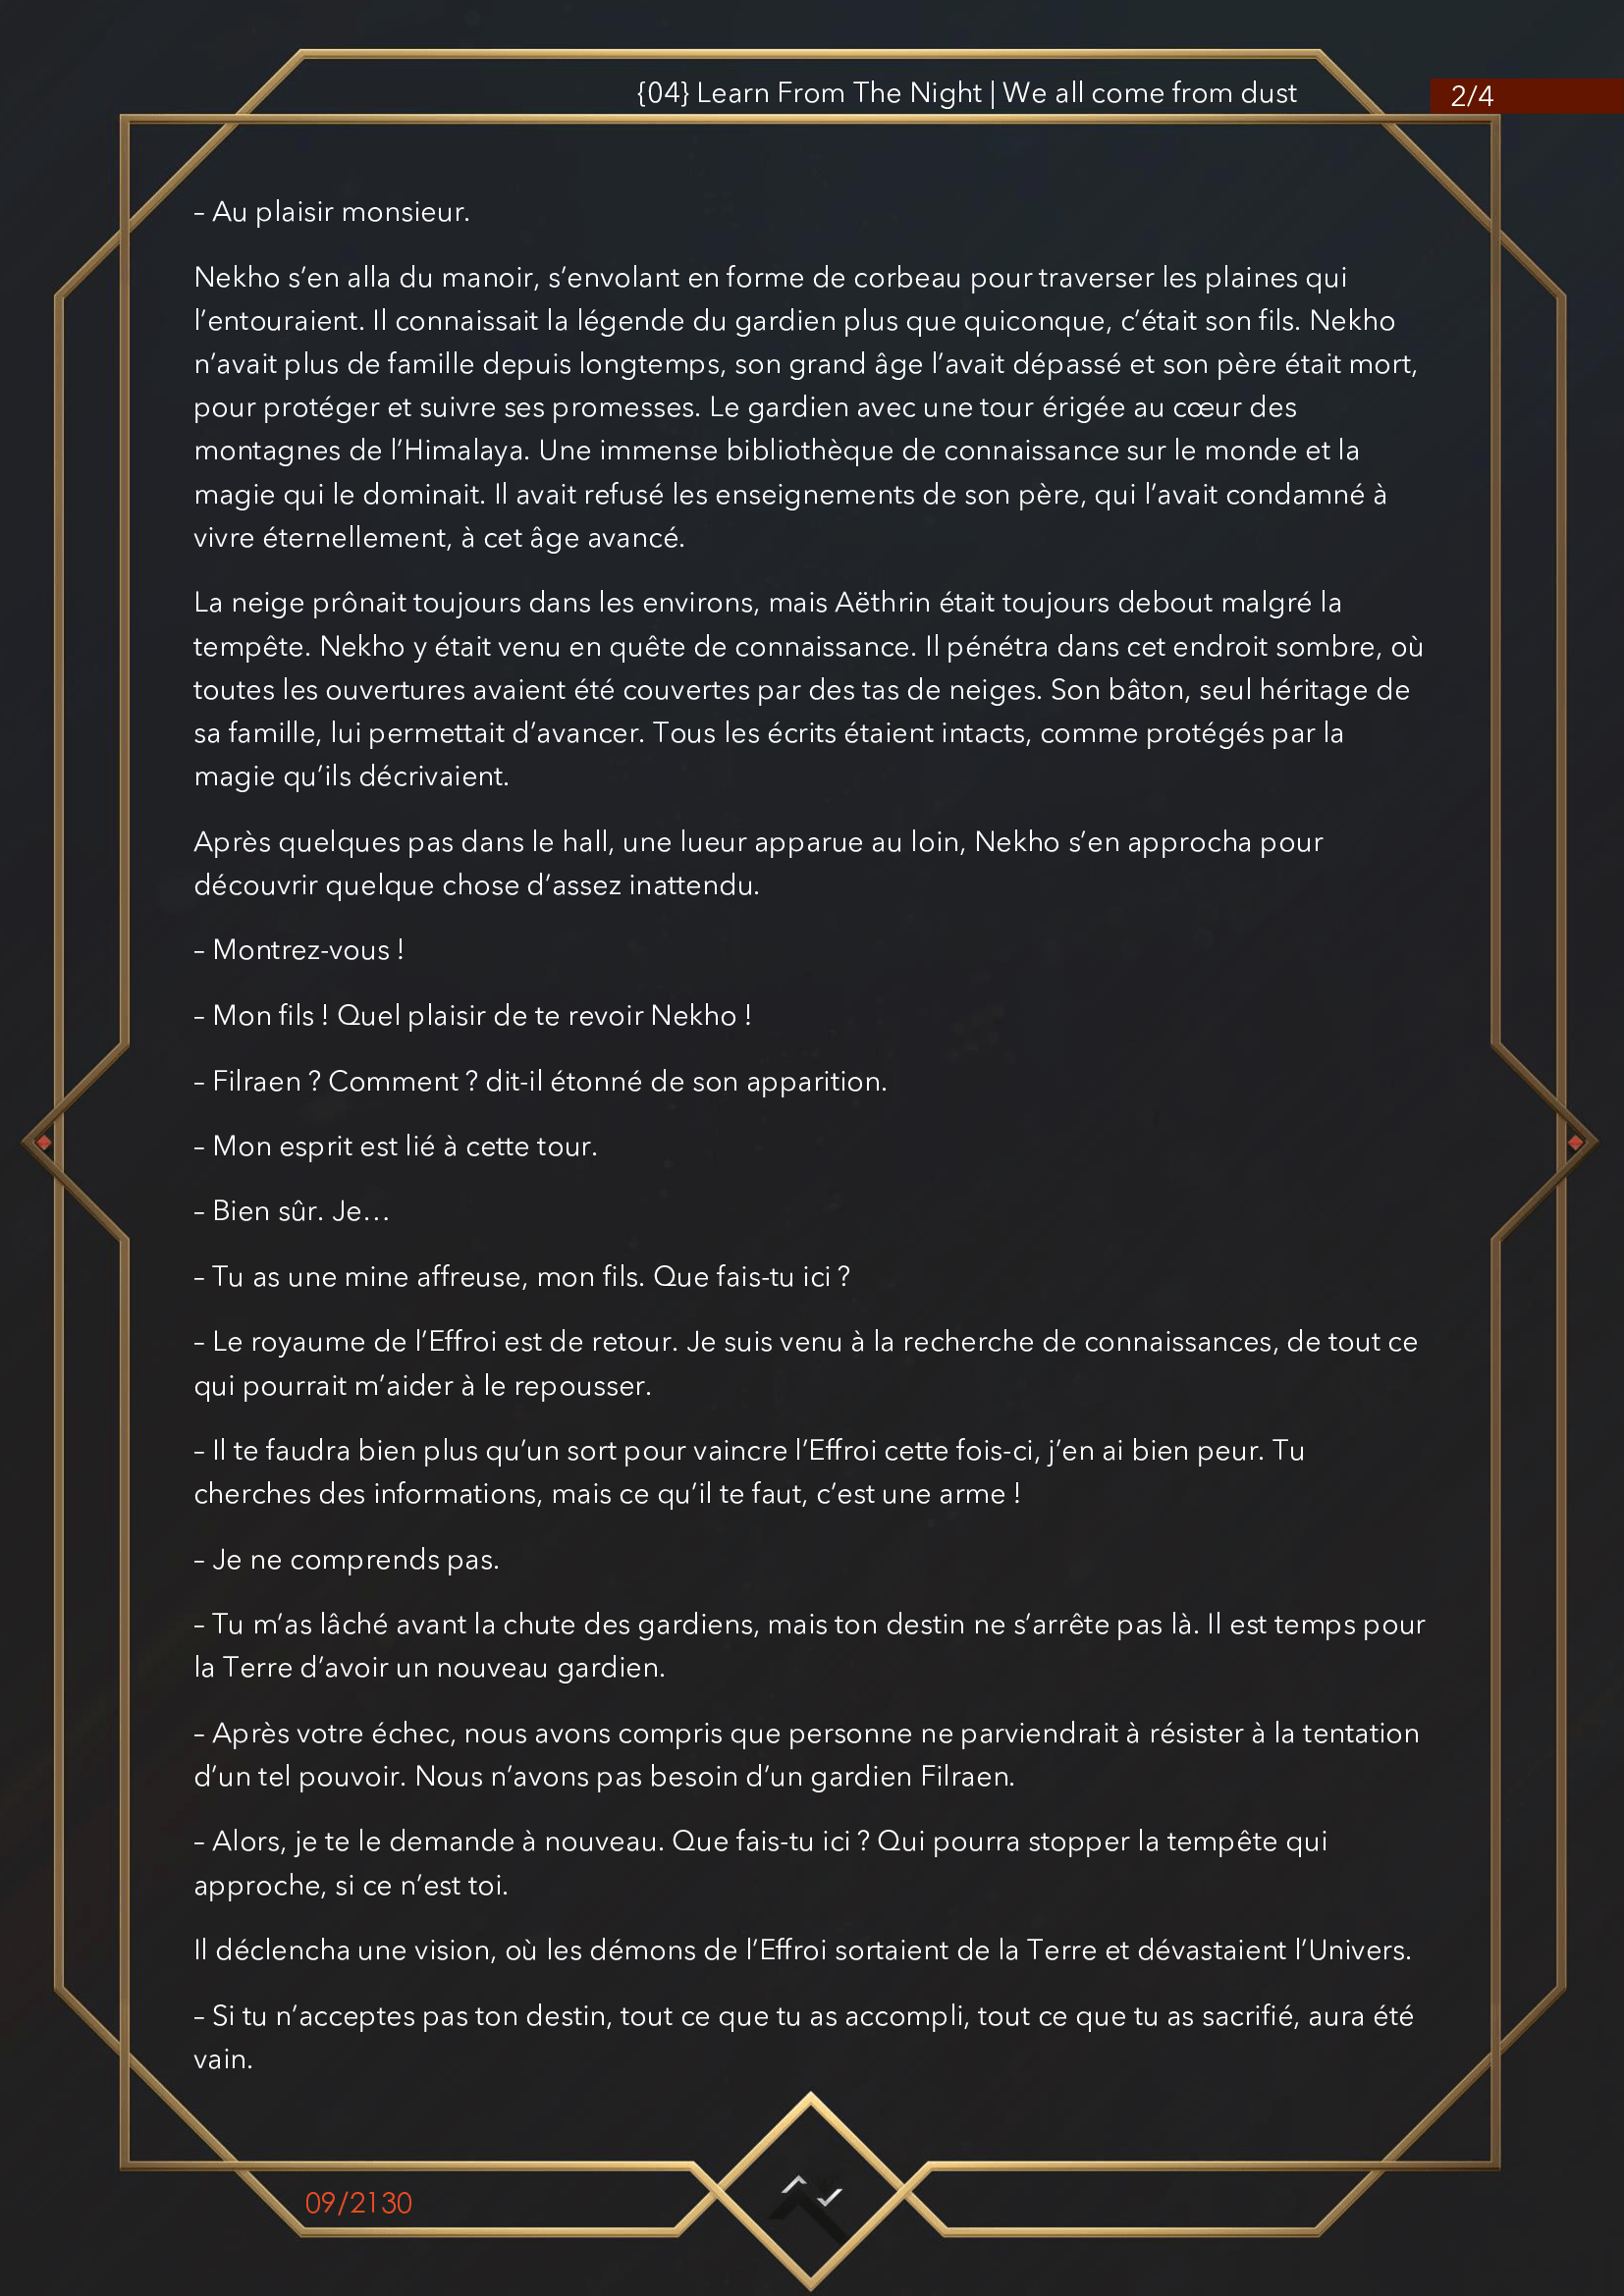 {04} Learn From The Night | We all come from dust
2/4
– Au plaisir monsieur.
Nekho s’en alla du manoir, s’envolant en forme de corbeau pour traverser les plaines qui
l’entouraient. Il connaissait la légende du gardien plus que quiconque, c’était son fils. Nekho
n’avait plus de famille depuis longtemps, son grand âge l’avait dépassé et son père était mort,
pour protéger et suivre ses promesses. Le gardien avec une tour érigée au cœur des
montagnes de l’Himalaya. Une immense bibliothèque de connaissance sur le monde et la
magie qui le dominait. Il avait refusé les enseignements de son père, qui l’avait condamné à
vivre éternellement, à cet âge avancé.
La neige prônait toujours dans les environs, mais Aëthrin était toujours debout malgré la
tempête. Nekho y était venu en quête de connaissance. Il pénétra dans cet endroit sombre, où
toutes les ouvertures avaient été couvertes par des tas de neiges. Son bâton, seul héritage de
sa famille, lui permettait d’avancer. Tous les écrits étaient intacts, comme protégés par la
magie qu’ils décrivaient.
Après quelques pas dans le hall, une lueur apparue au loin, Nekho s’en approcha pour
découvrir quelque chose d’assez inattendu.
– Montrez-vous !
– Mon fils ! Quel plaisir de te revoir Nekho !
– Filraen ? Comment ? dit-il étonné de son apparition.
– Mon esprit est lié à cette tour.
– Bien sûr. Je…
– Tu as une mine affreuse, mon fils. Que fais-tu ici ?
– Le royaume de l’Effroi est de retour. Je suis venu à la recherche de connaissances, de tout ce
qui pourrait m’aider à le repousser.
– Il te faudra bien plus qu’un sort pour vaincre l’Effroi cette fois-ci, j’en ai bien peur. Tu
cherches des informations, mais ce qu’il te faut, c’est une arme !
– Je ne comprends pas.
– Tu m’as lâché avant la chute des gardiens, mais ton destin ne s’arrête pas là. Il est temps pour
la Terre d’avoir un nouveau gardien.
– Après votre échec, nous avons compris que personne ne parviendrait à résister à la tentation
d’un tel pouvoir. Nous n’avons pas besoin d’un gardien Filraen.
– Alors, je te le demande à nouveau. Que fais-tu ici ? Qui pourra stopper la tempête qui
approche, si ce n’est toi.
Il déclencha une vision, où les démons de l’Effroi sortaient de la Terre et dévastaient l’Univers.
– Si tu n’acceptes pas ton destin, tout ce que tu as accompli, tout ce que tu as sacrifié, aura été
vain.
09/2130